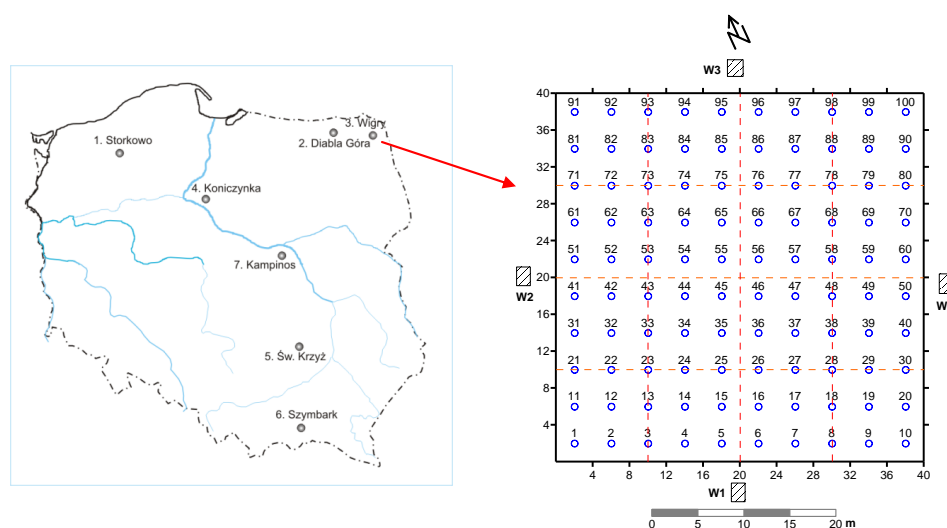 1. Storkowo
3. Wigry
2. Diabla Góra
4. Koniczynka
7. Kampinos
5. Św. Krzyż
6. Szymbark
N
W3
40
91 92 93 94 95 96 97 98 99 100
36
81 82 83 84 85 86 87 88 89 90
32
71 72 73 74 75 76 77 78 79 80
28
61 62 63 64 65 66 67 68 69 70
24
51 52 53 54 55 56 57 58 59 60
20
W2
41 42 43 44 45 46 47 48 49 50
W
16
31 32 33 34 35 36 37 38 39 40
12
21 22 23 24 25 26 27 28 29 30
8
11 12 13 14 15 16 17 18 19 20
4
1 2 3 4 5 6 7 8 9 10
4 8 12 16 20 24 28 32 36 40
W1
0 5 10 15 20 m